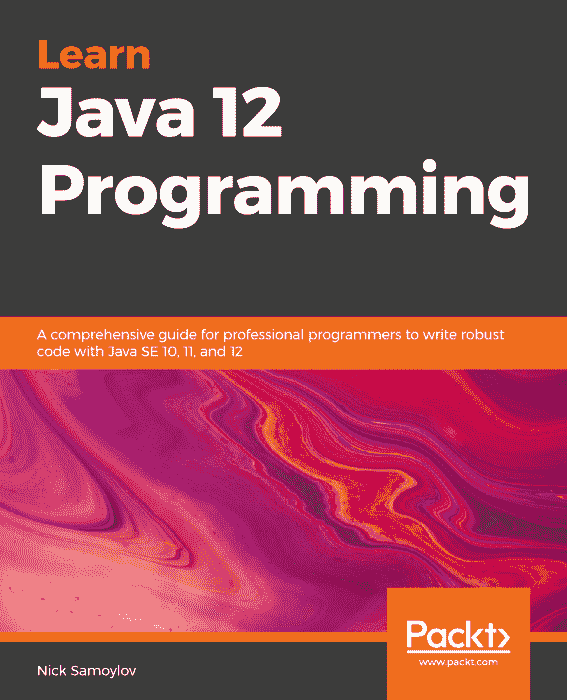 Learn
Java 12
Programming
A comprehensive guide for professional programmers to write robust
code with Java SE 10, 11, and 12
Packt>
www.packt.com
Nick Samoylov